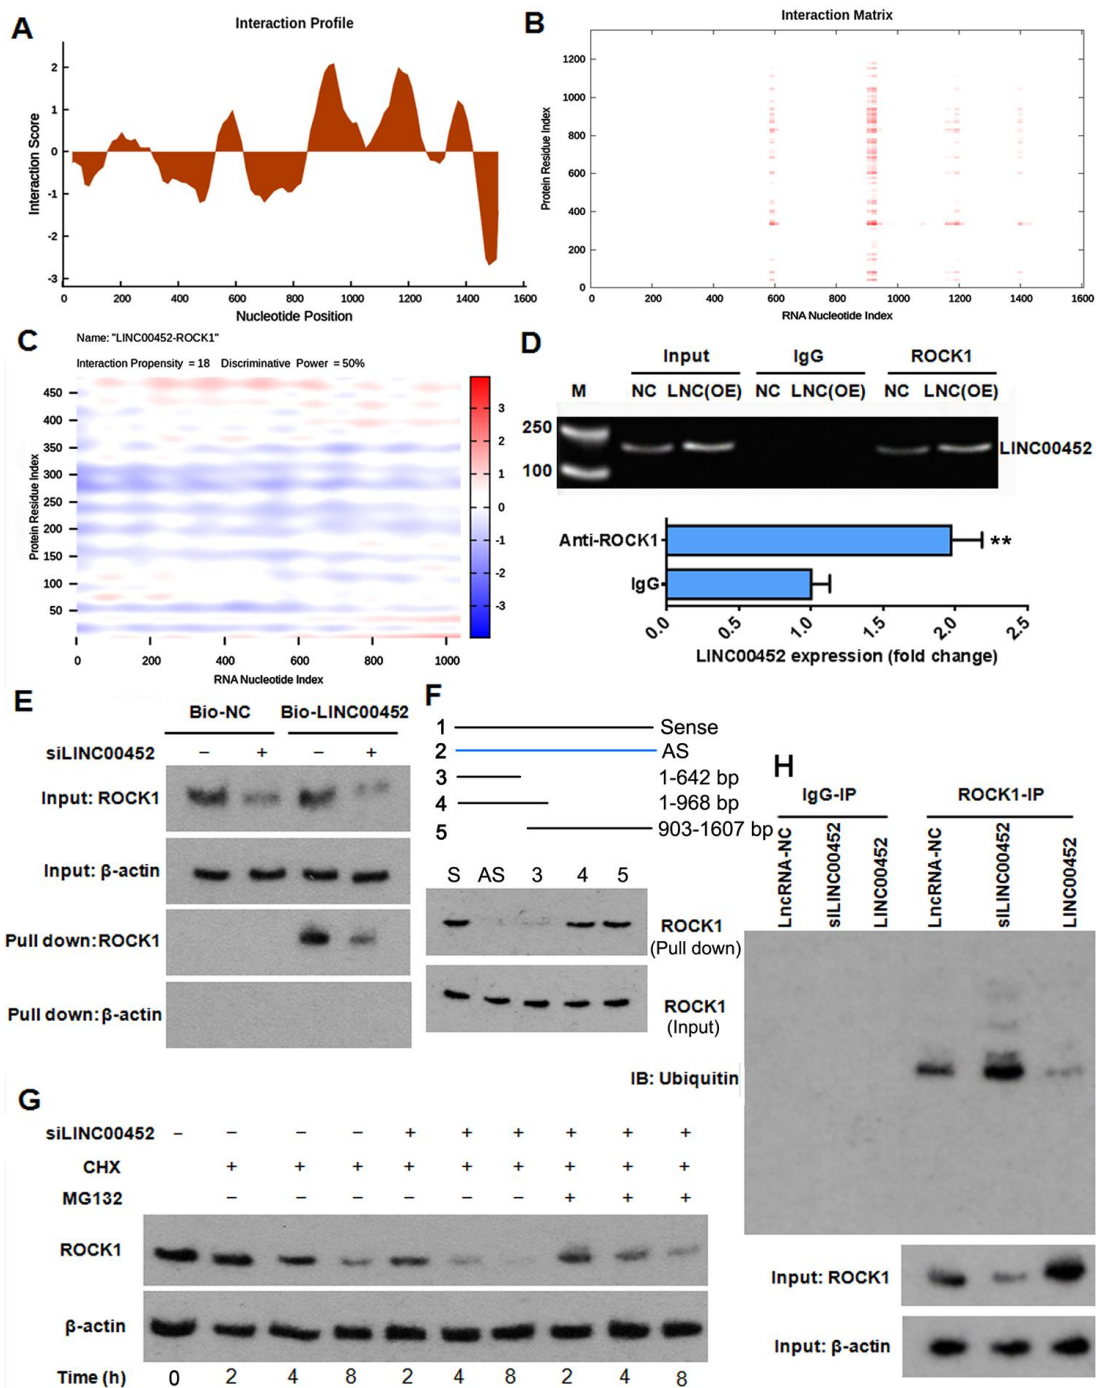 A
Interaction Profile
Interaction Score
2
1
0
-1
-2
-3
0 200 400 600 800 1000 1200 1400 1600
Nucleotide Position
B
Interaction Matrix
Protein Residue Index
1200
1000
800
600
400
200
0
0 200 400 600 800 1000 1200 1400 1600
RNA Nucleotide Index
C
Name: "LINC00452-ROCK1"
Interaction Propensity = 18 Discriminative Power = 50%
Protein Residue Index
450
400
350
300
250
200
150
100
50
0 200 400 600 800 1000
RNA Nucleotide Index
3
2
1
0
-1
-2
-3
D
Input IgG ROCK1
M NC LNC(OE) NC LNC(OE) NC LNC(OE)
250
100
LINC00452
Anti-ROCK1
**
IgG
0.0 0.5 1.0 1.5 2.0 2.5
LINC00452 expression (fold change)
E
Bio-NC Bio-LINC00452
siLINC00452 – + – +
Input: ROCK1
Input: β-actin
Pull down: ROCK1
Pull down: β-actin
F
1 Sense
2 AS
3 1-642 bp
4 1-968 bp
5 903-1607 bp
S AS 3 4 5
ROCK1
(Pull down)
ROCK1
(Input)
G
siLINC00452 – – – – + + + + + +
CHX + + + + + + + + +
MG132 – – – – – – + + +
ROCK1
β-actin
Time (h) 0 2 4 8 2 4 8 2 4 8
H
IgG-IP ROCK1-IP
LncRNA-NC siLINC00452 LINC00452 LncRNA-NC siLINC00452 LINC00452
IB: Ubiquitin
Input: ROCK1
Input: β-actin